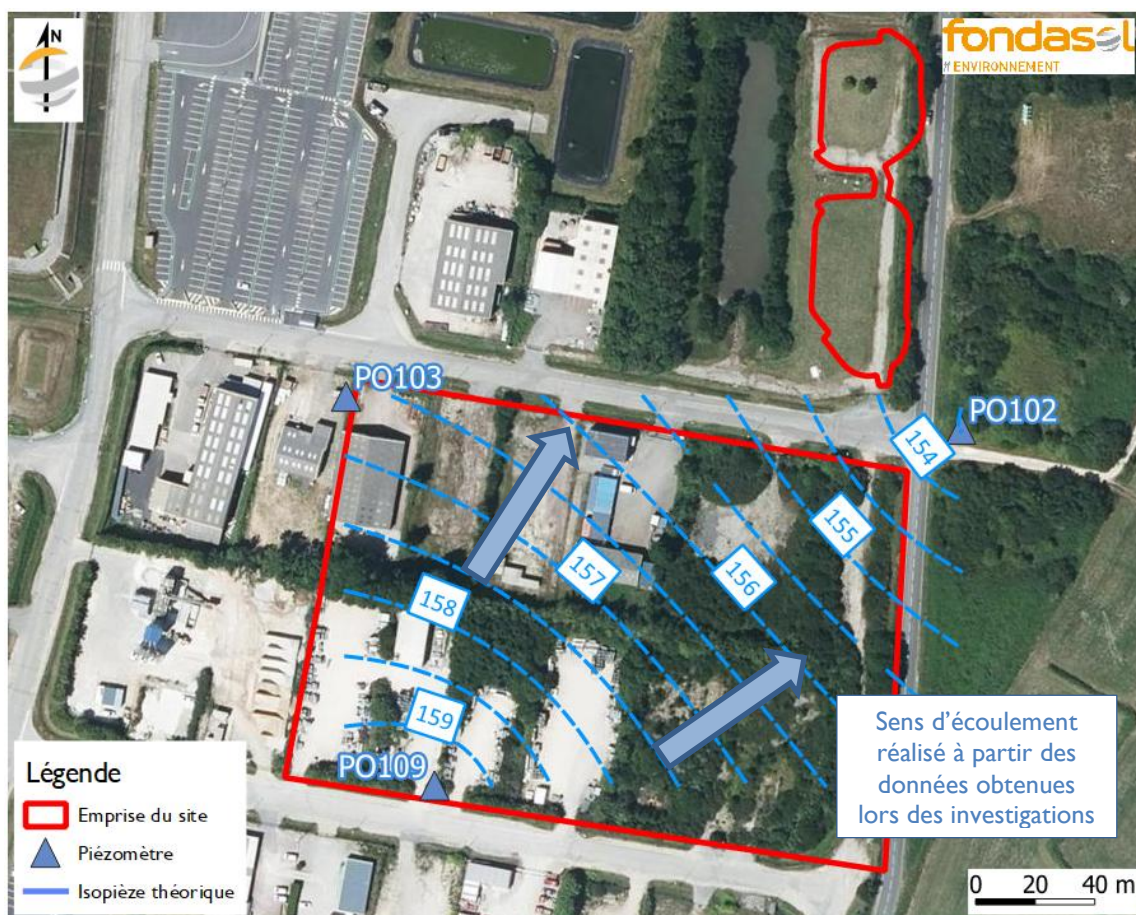 N
fondasol
ENVIRONNEMENT
PO103
PO102
154
155
156
157
158
159
PO109
Sens d'écoulement
réalisé à partir des
données obtenues
lors des investigations
Légende
Emprise du site
Piézomètre
Isopièze théorique
0 20 40 m